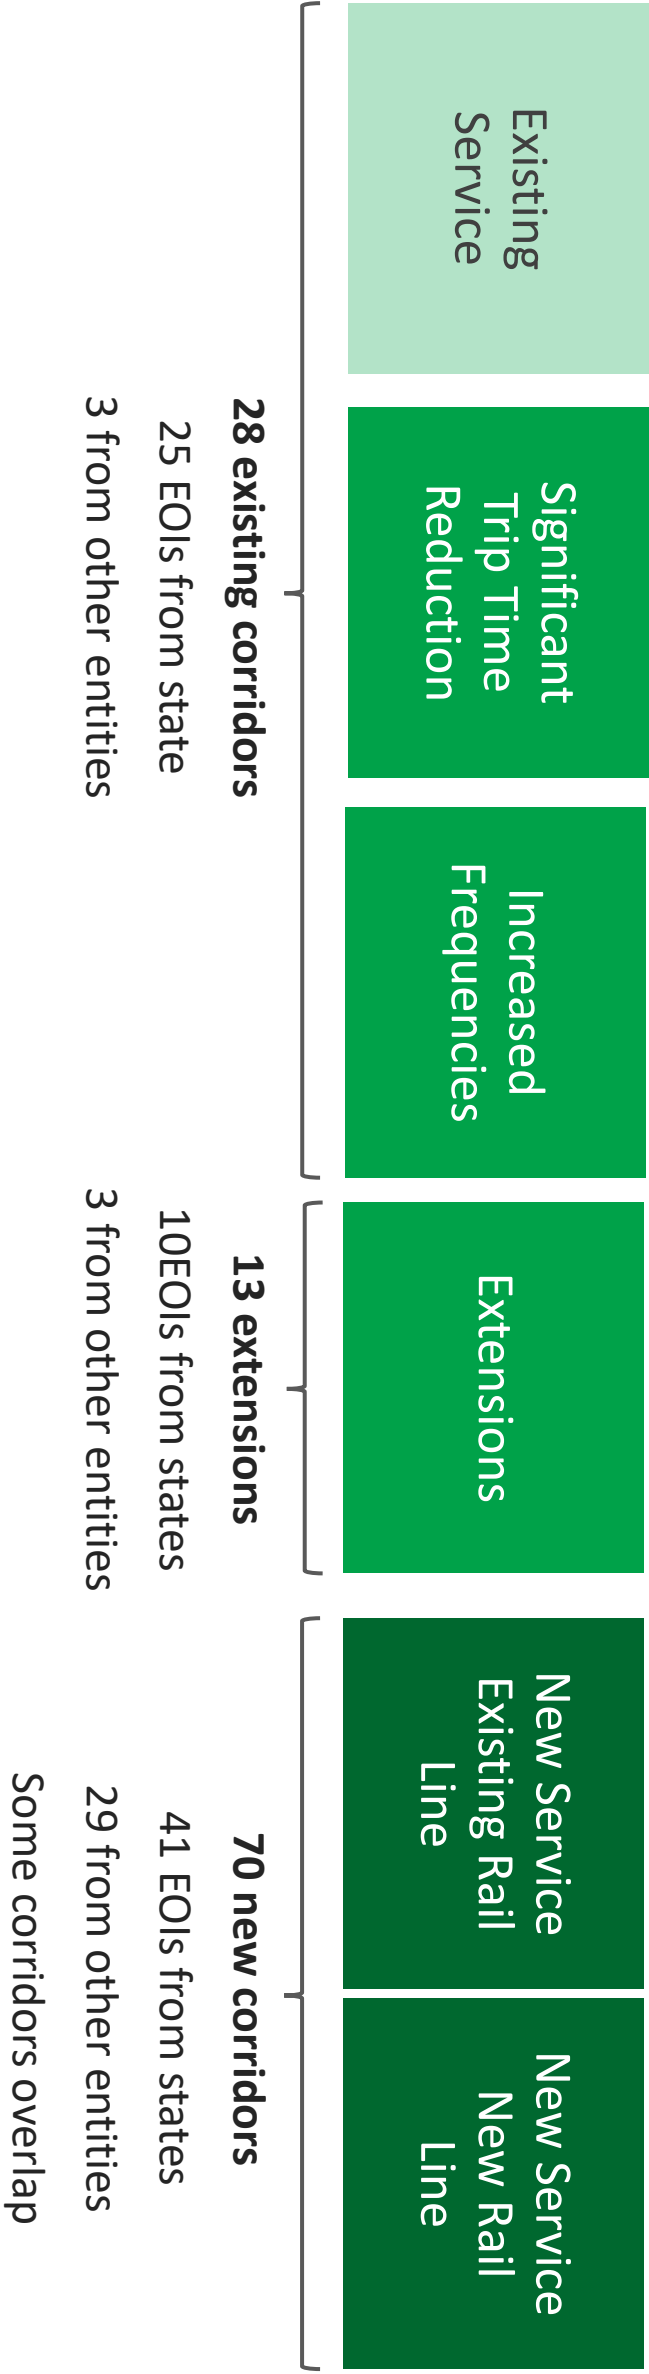 Existing
Service
Significant
Trip Time
Reduction
Increased
Frequencies
Extensions
New Service
Existing Rail
Line
New Service
New Rail
Line
28 existing corridors
25 EOIs from state
3 from other entities
13 extensions
10EOIs from states
3 from other entities
70 new corridors
41 EOIs from states
29 from other entities
Some corridors overlap